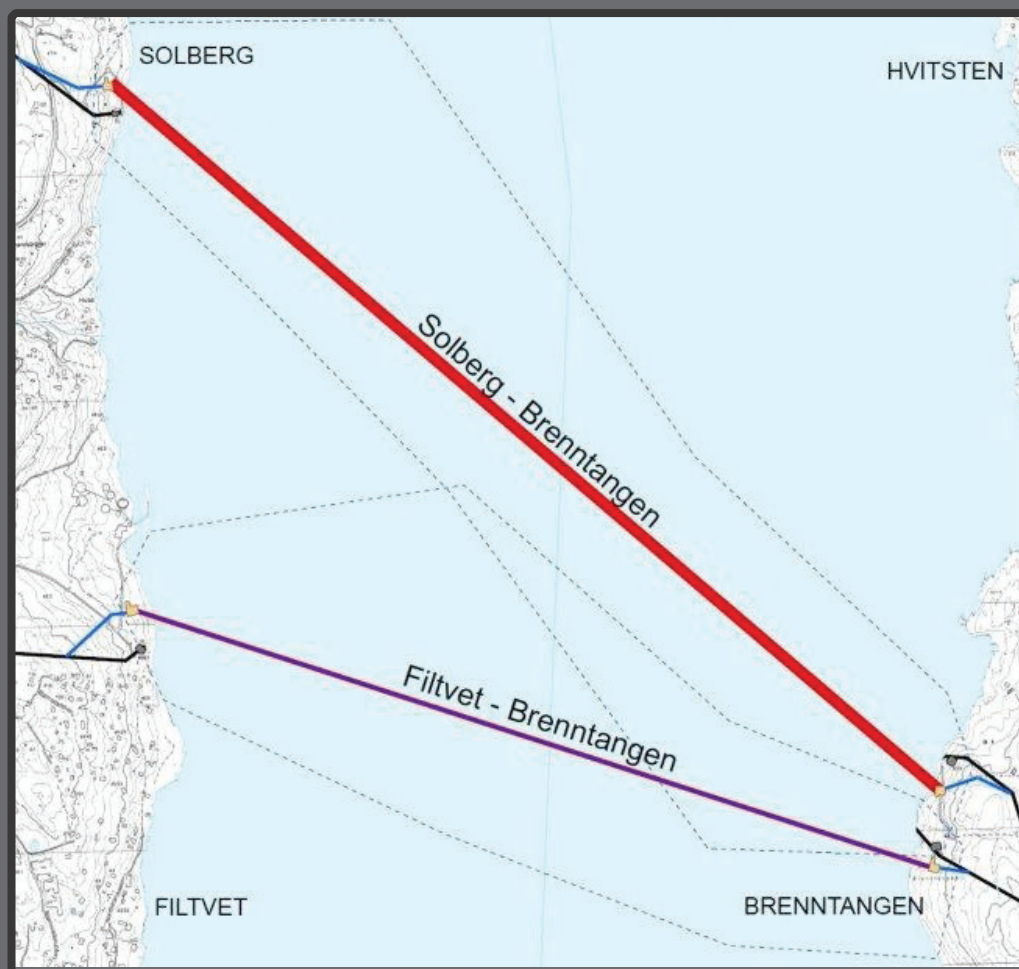 SOLBERG
HVITSTEN
Solberg - Brenntangen
Filtvet - Brenntangen
FILTVET
BRENNTANGEN